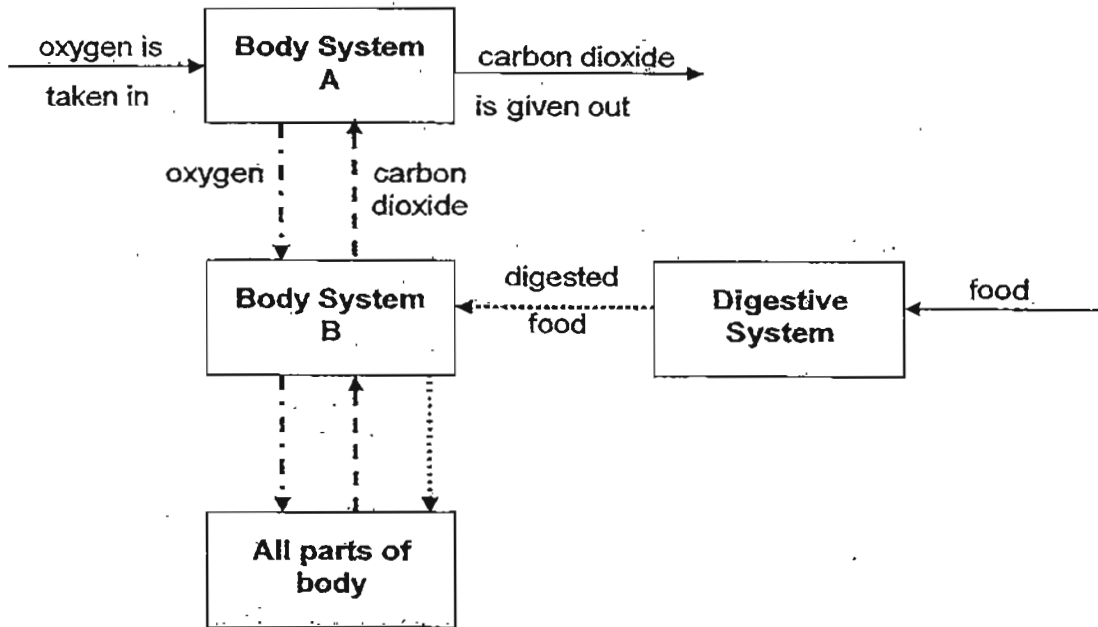 oxygen is
taken in
Body System
A
carbon dioxide
is given out
oxygen
carbon
dioxide
Body System
B
digested
food
Digestive
System
food
All parts of
body